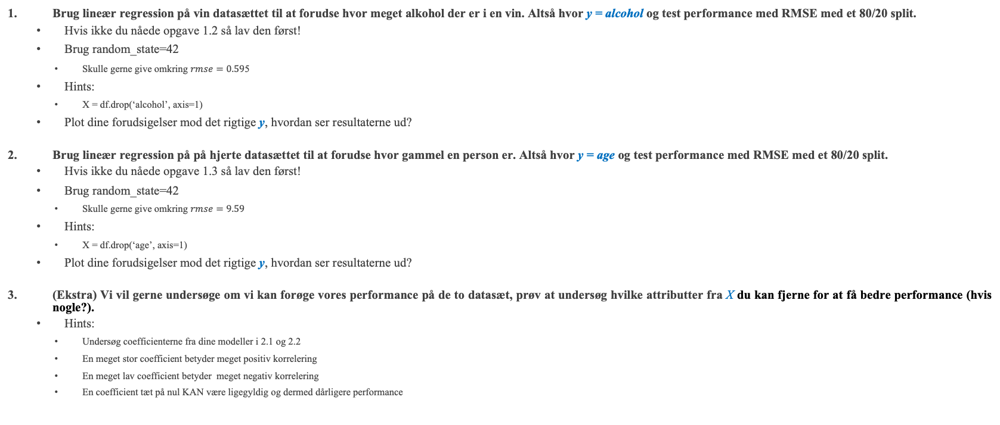 1. Brug lineær regression på vin datasættet til at forudse hvor meget alkohol der er i en vin. Altså hvor y = alcohol og test performance med RMSE med et 80/20 split.
• Hvis ikke du nåede opgave 1.2 så lav den først!
• Brug random_state=42
• Skulle gerne give omkring rmse = 0.595
• Hints:
• X = df.drop(‘alcohol’, axis=1)
• Plot dine forudsigelser mod det rigtige y, hvordan ser resultaterne ud?
2. Brug lineær regression på på hjerte datasættet til at forudse hvor gammel en person er. Altså hvor y = age og test performance med RMSE med et 80/20 split.
• Hvis ikke du nåede opgave 1.3 så lav den først!
• Brug random_state=42
• Skulle gerne give omkring rmse = 9.59
• Hints:
• X = df.drop(‘age’, axis=1)
• Plot dine forudsigelser mod det rigtige y, hvordan ser resultaterne ud?
3. (Ekstra) Vi vil gerne undersøge om vi kan forøge vores performance på de to datasæt, prøv at undersøg hvilke attributter fra X du kan fjerne for at få bedre performance (hvis
nogle?).
• Hints:
• Undersøg coefficienterne fra dine modeller i 2.1 og 2.2
• En meget stor coefficient betyder meget positiv korrelering
• En meget lav coefficient betyder  meget negativ korrelering
• En coefficient tæt på nul KAN være ligegyldig og dermed dårligere performance